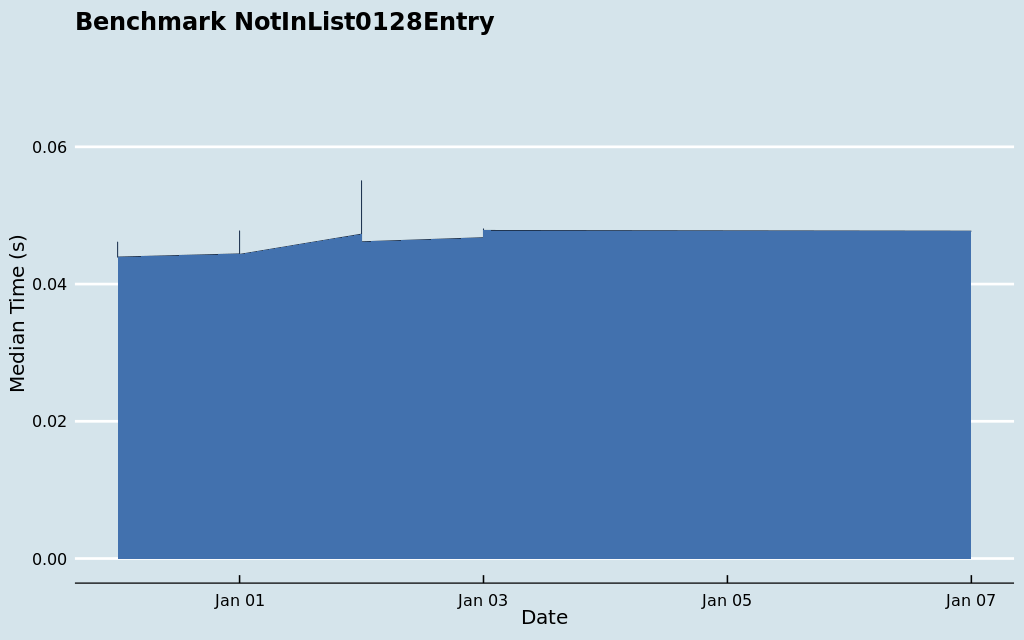 Benchmark NotInList0128Entry
Median Time (s)
0.06
0.04
0.02
0.00
Jan 01
Jan 03
Jan 05
Jan 07
Date